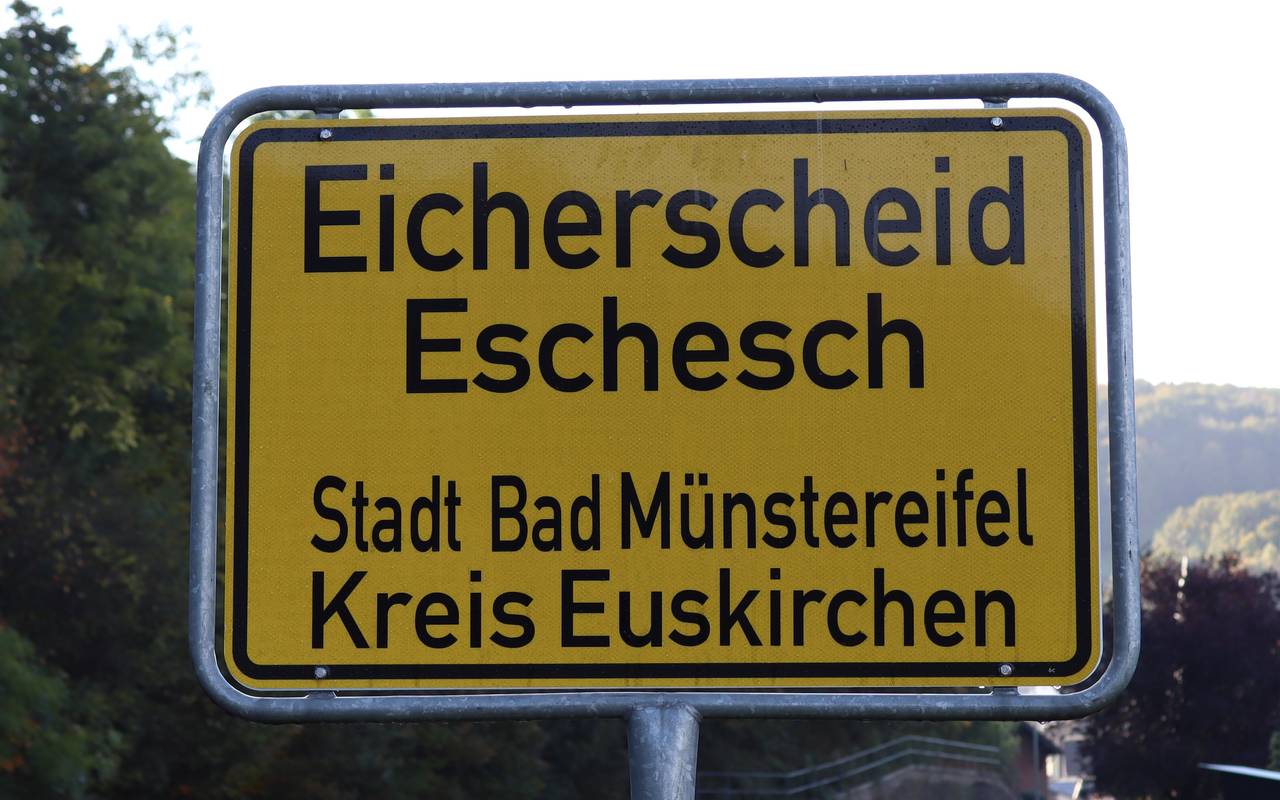 Eicherscheid
Eschesch
Stadt Bad Münstereifel
Kreis Euskirchen